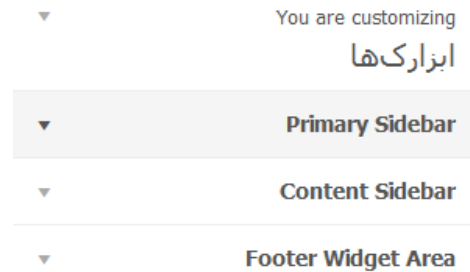 You are customizing
ابزارک‌ها
Primary Sidebar
Content Sidebar
Footer Widget Area